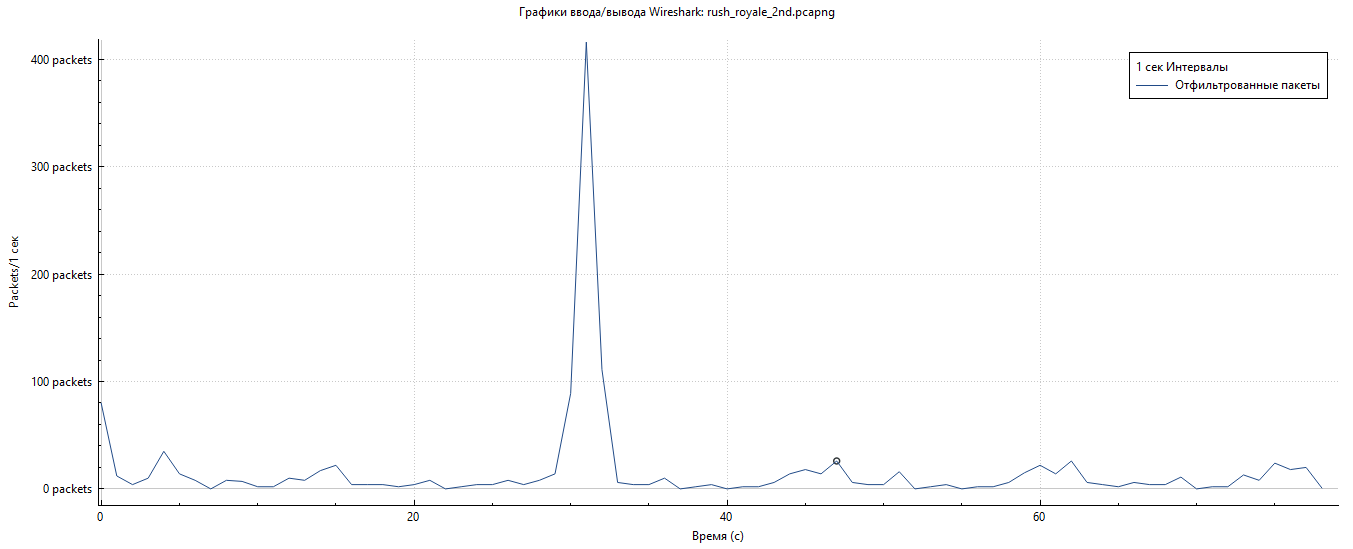 Графики ввода/вывода Wireshark: rush_royale_2nd.pcapng
1 сек Интервалы
Отфильтрованные пакеты
Packets/1 сек
400 packets
300 packets
200 packets
100 packets
0 packets
0
20
40
60
Время (с)